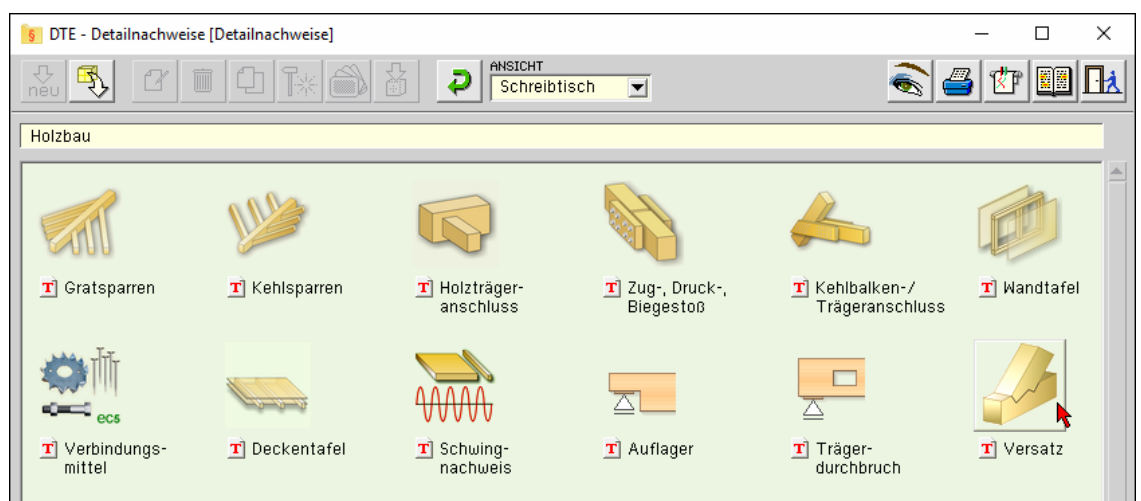 DTE - Detailnachweise [Detailnachweise]
neu
ANSICHT
Schreibtisch
Holzbau
T Gratsparren
T Kehlsparren
T Holzträger-
anschluss
T Zug-, Druck-,
Biegestoß
T Kehlbalken-/
Trägeranschluss
T Wandtafel
ec5
T Verbindungs-
mittel
T Deckentafel
T Schwing-
nachweis
T Auflager
T Träger-
durchbruch
T Versatz